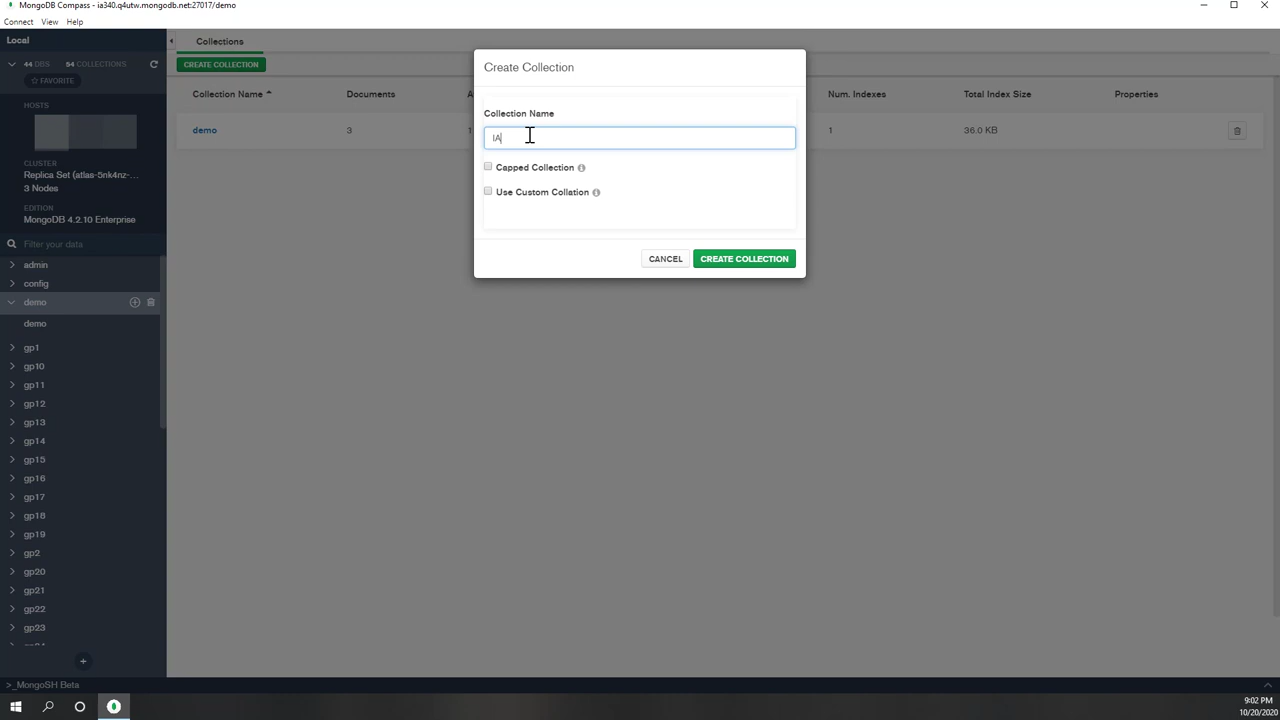 MongoDB Compass - ia340.q4utw.mongodb.net:27017/demo
Connect View Help
Local
44 DBS 54 COLLECTIONS
☆ FAVORITE
HOSTS
CLUSTER
Replica Set (atlas-5nk4nz-...
3 Nodes
EDITION
MongoDB 4.2.10 Enterprise
Filter your data
admin
config
demo
demo
gp1
gp10
gp11
gp12
gp13
gp14
gp15
gp16
gp17
gp18
gp19
gp2
gp20
gp21
gp22
gp23
Collections
CREATE COLLECTION
Collection Name Documents A Num. Indexes Total Index Size Properties
demo 3 1 1 36.0 KB
Create Collection
Collection Name
IA
Capped Collection
Use Custom Collation
CANCEL CREATE COLLECTION
>_MongoSH Beta
9:02 PM
10/20/2020